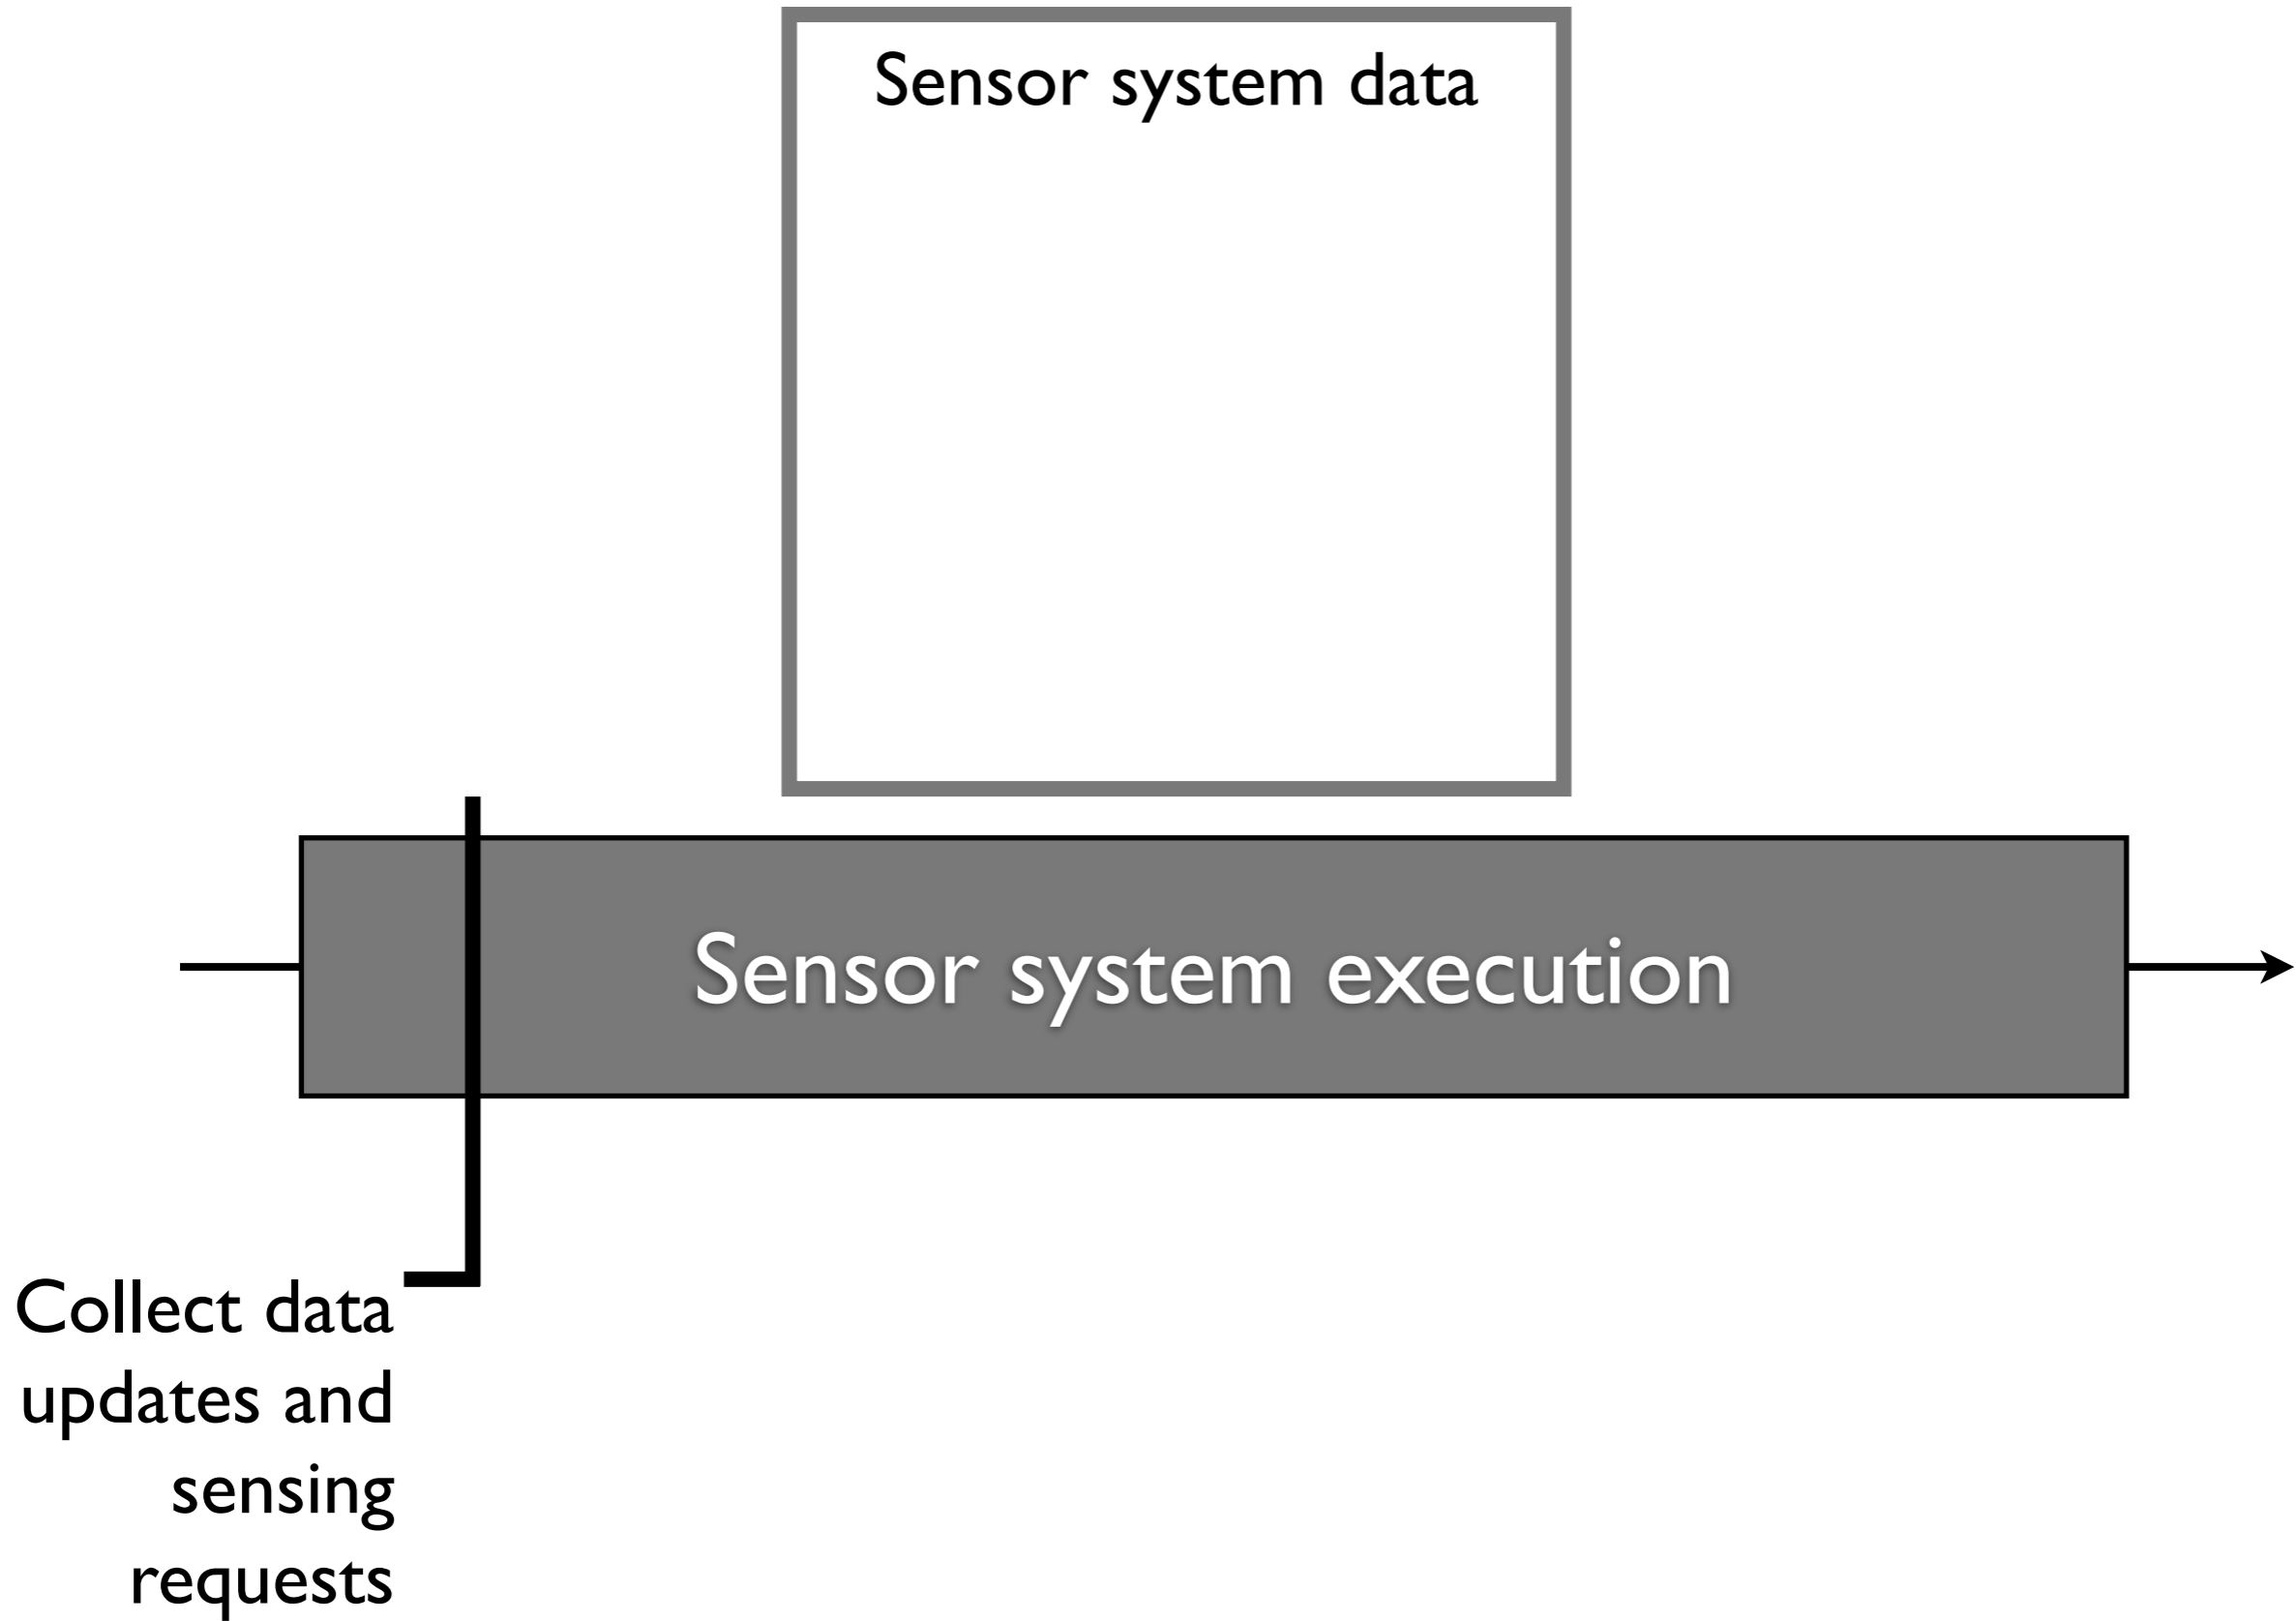 Sensor system data
Sensor system execution
Collect data
updates and
sensing
requests